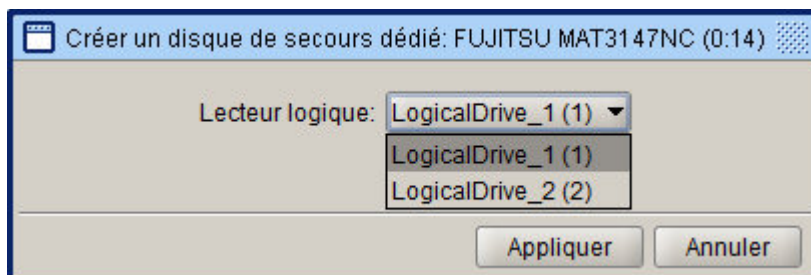 Créer un disque de secours dédié: FUJITSU MAT3147NC (0:14)
Lecteur logique: LogicalDrive_1 (1)
LogicalDrive_1 (1)
LogicalDrive_2 (2)
Appliquer Annuler